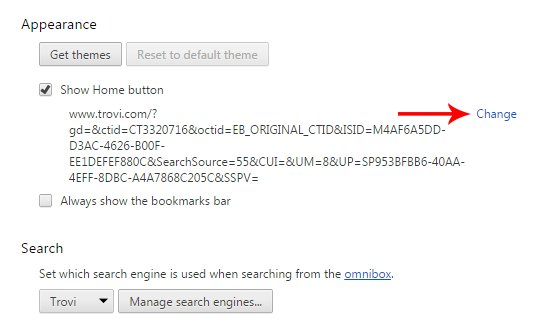 Appearance
Get themes Reset to default theme
Show Home button
www.trovi.com/? Change
gd=&ctid=CT3320716&octid=EB_ORIGINAL_CTID&ISID=M4AF6A5DD-
D3AC-4626-B00F-
EE1DEFEF880C&SearchSource=55&CUI=&UM=8&UP=SP953BFBB6-40AA-
4EFF-8DBC-A4A7868C205C&SSPV=
Always show the bookmarks bar
Search
Set which search engine is used when searching from the omnibox.
Trovi Manage search engines...